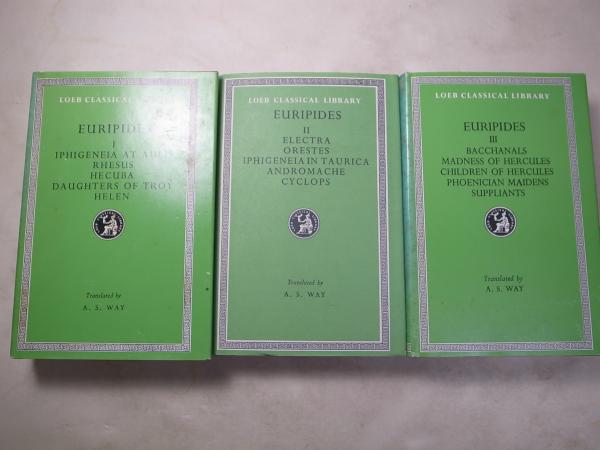 LOEB CLASSICAL LIBRARY
EURIPIDES
I
IPHIGENEIA AT AULIS
RHESUS
HECUBA
DAUGHTERS OF TROY
HELEN
Translated by
A. S. WAY
LOEB CLASSICAL LIBRARY
EURIPIDES
II
ELECTRA
ORESTES
IPHIGENEIA IN TAURICA
ANDROMACHE
CYCLOPS
Translated by
A. S. WAY
LOEB CLASSICAL LIBRARY
EURIPIDES
III
BACCHANALS
MADNESS OF HERCULES
CHILDREN OF HERCULES
PHOENICIAN MAIDENS
SUPPLIANTS
Translated by
A. S. WAY